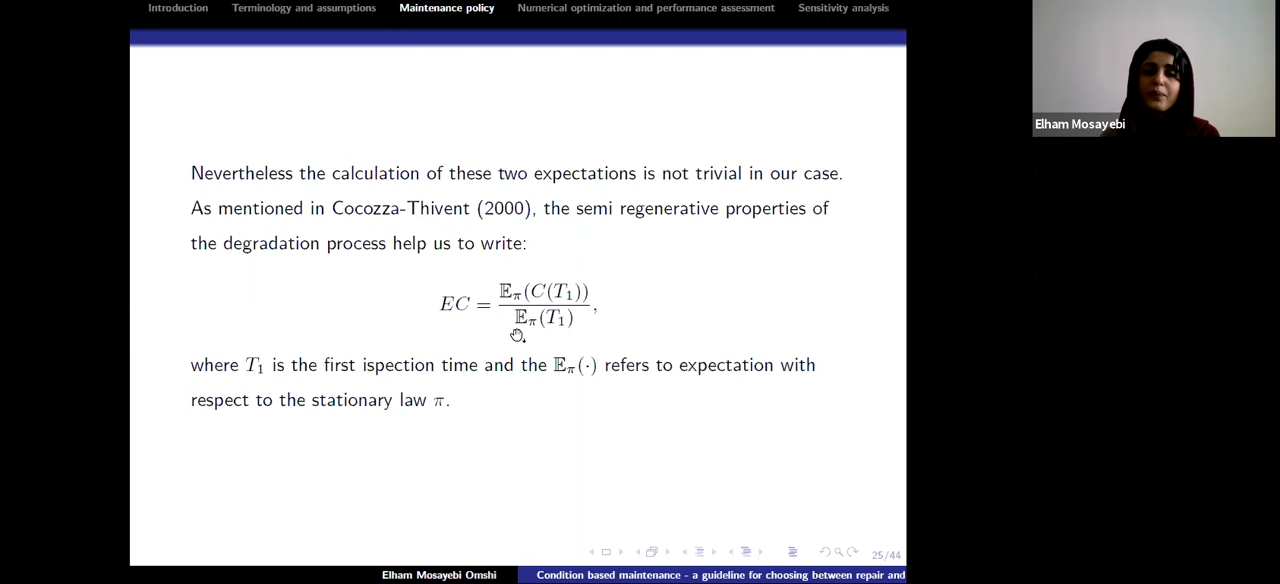 Introduction Terminology and assumptions Maintenance policy Numerical optimization and performance assessment Sensitivity analysis
Elham Mosayebi
Nevertheless the calculation of these two expectations is not trivial in our case.
As mentioned in Cocozza-Thivent (2000), the semi regenerative properties of
the degradation process help us to write:
EC = 𝔼π(C(T₁)) / 𝔼π(T₁),
where T₁ is the first ispection time and the 𝔼π(·) refers to expectation with
respect to the stationary law π.
25/44
Elham Mosayebi Omshi Condition based maintenance - a guideline for choosing between repair and